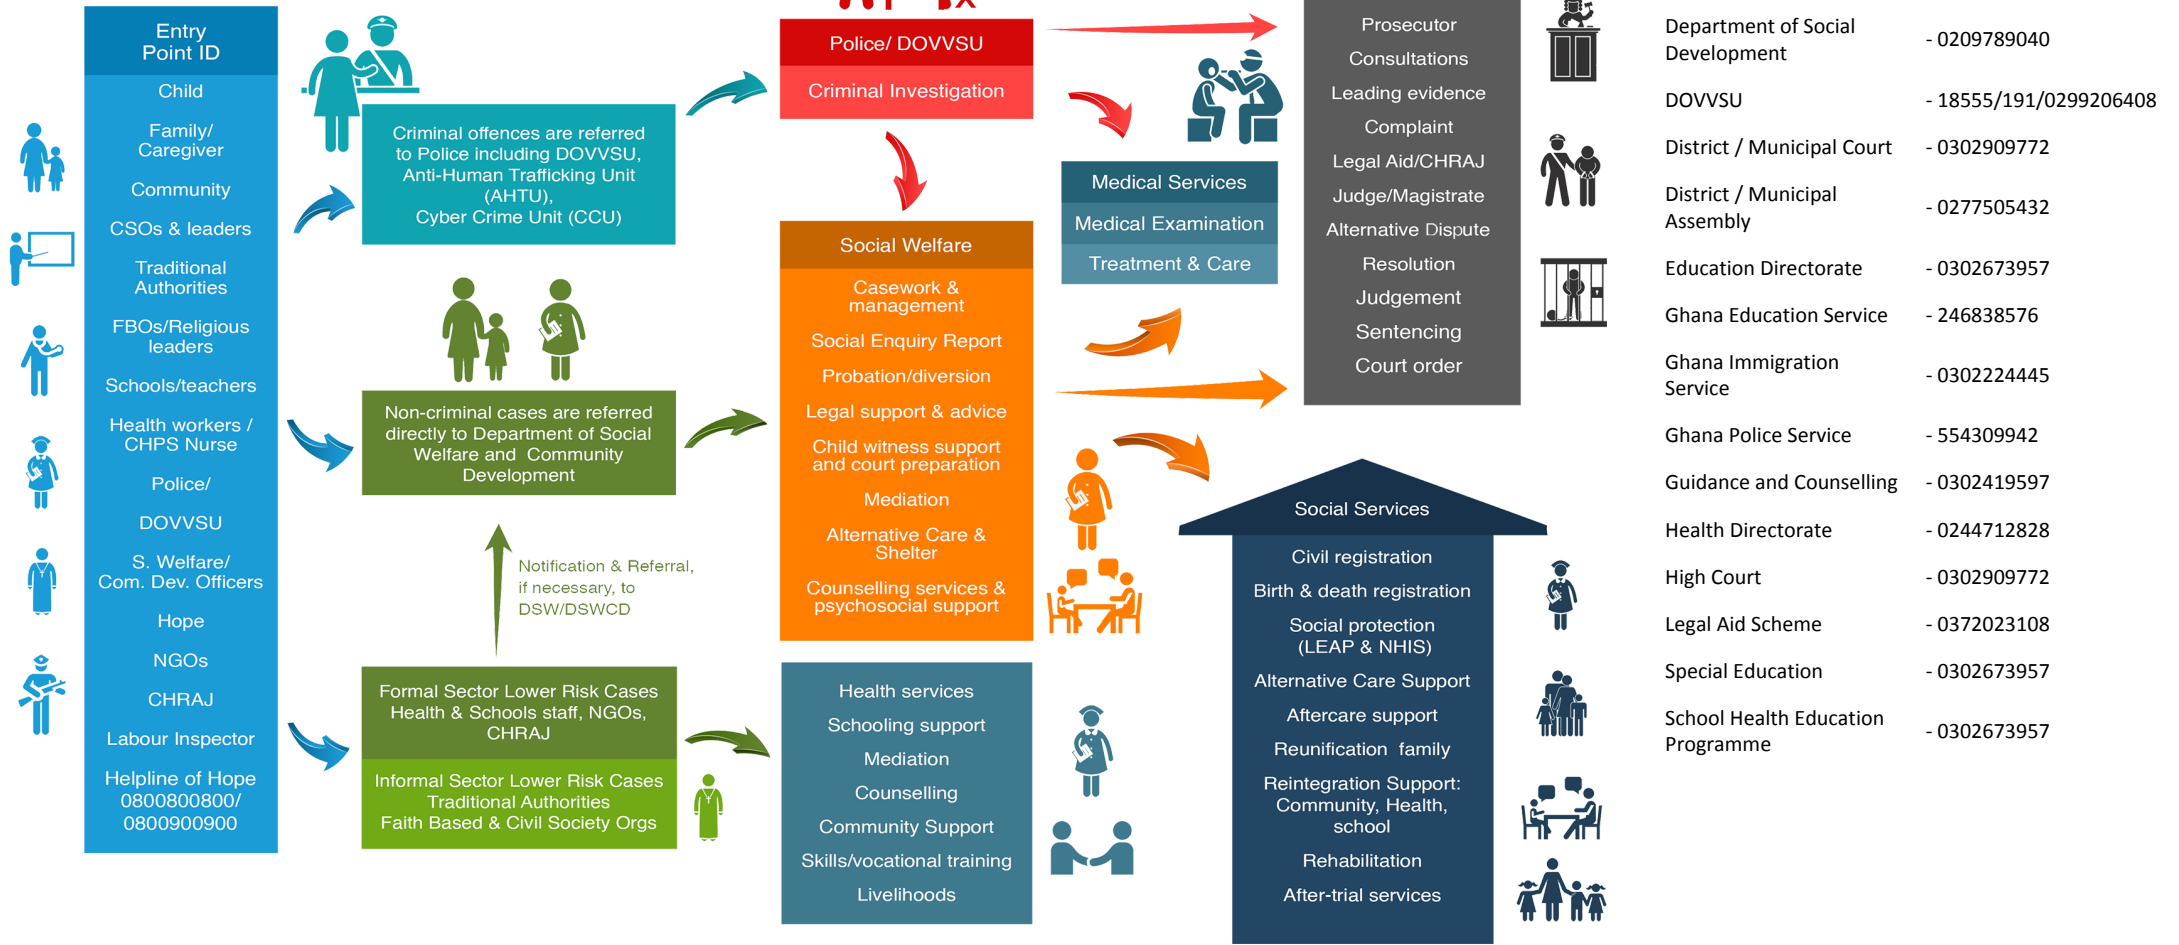 Entry
Point ID
Child
Family/
Caregiver
Community
CSOs & leaders
Traditional
Authorities
FBOs/Religious
leaders
Schools/teachers
Health workers /
CHPS Nurse
Police/
DOVVSU
S. Welfare/
Com. Dev. Officers
Hope
NGOs
CHRAJ
Labour Inspector
Helpline of Hope
0800800800/
0800900900
Criminal offences are referred
to Police including DOVVSU,
Anti-Human Trafficking Unit
(AHTU),
Cyber Crime Unit (CCU)
Non-criminal cases are referred
directly to Department of Social
Welfare and Community
Development
Notification & Referral,
if necessary, to
DSW/DSWCD
Formal Sector Lower Risk Cases
Health & Schools staff, NGOs,
CHRAJ
Informal Sector Lower Risk Cases
Traditional Authorities
Faith Based & Civil Society Orgs
Police/ DOVVSU
Criminal Investigation
Social Welfare
Casework &
management
Social Enquiry Report
Probation/diversion
Legal support & advice
Child witness support
and court preparation
Mediation
Alternative Care &
Shelter
Counselling services &
psychosocial support
Health services
Schooling support
Mediation
Counselling
Community Support
Skills/vocational training
Livelihoods
Medical Services
Medical Examination
Treatment & Care
Prosecutor
Consultations
Leading evidence
Complaint
Legal Aid/CHRAJ
Judge/Magistrate
Alternative Dispute
Resolution
Judgement
Sentencing
Court order
Social Services
Civil registration
Birth & death registration
Social protection
(LEAP & NHIS)
Alternative Care Support
Aftercare support
Reunification family
Reintegration Support:
Community, Health,
school
Rehabilitation
After-trial services
Department of Social
Development - 0209789040
DOVVSU - 18555/191/0299206408
District / Municipal Court - 0302909772
District / Municipal
Assembly - 0277505432
Education Directorate - 0302673957
Ghana Education Service - 246838576
Ghana Immigration
Service - 0302224445
Ghana Police Service - 554309942
Guidance and Counselling - 0302419597
Health Directorate - 0244712828
High Court - 0302909772
Legal Aid Scheme - 0372023108
Special Education - 0302673957
School Health Education
Programme - 0302673957